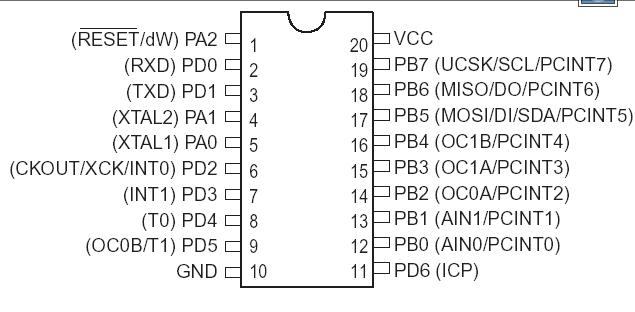 (RESET/dW) PA2 1 20 VCC
(RXD) PD0 2 19 PB7 (UCSK/SCL/PCINT7)
(TXD) PD1 3 18 PB6 (MISO/DO/PCINT6)
(XTAL2) PA1 4 17 PB5 (MOSI/DI/SDA/PCINT5)
(XTAL1) PA0 5 16 PB4 (OC1B/PCINT4)
(CKOUT/XCK/INT0) PD2 6 15 PB3 (OC1A/PCINT3)
(INT1) PD3 7 14 PB2 (OC0A/PCINT2)
(T0) PD4 8 13 PB1 (AIN1/PCINT1)
(OC0B/T1) PD5 9 12 PB0 (AIN0/PCINT0)
GND 10 11 PD6 (ICP)